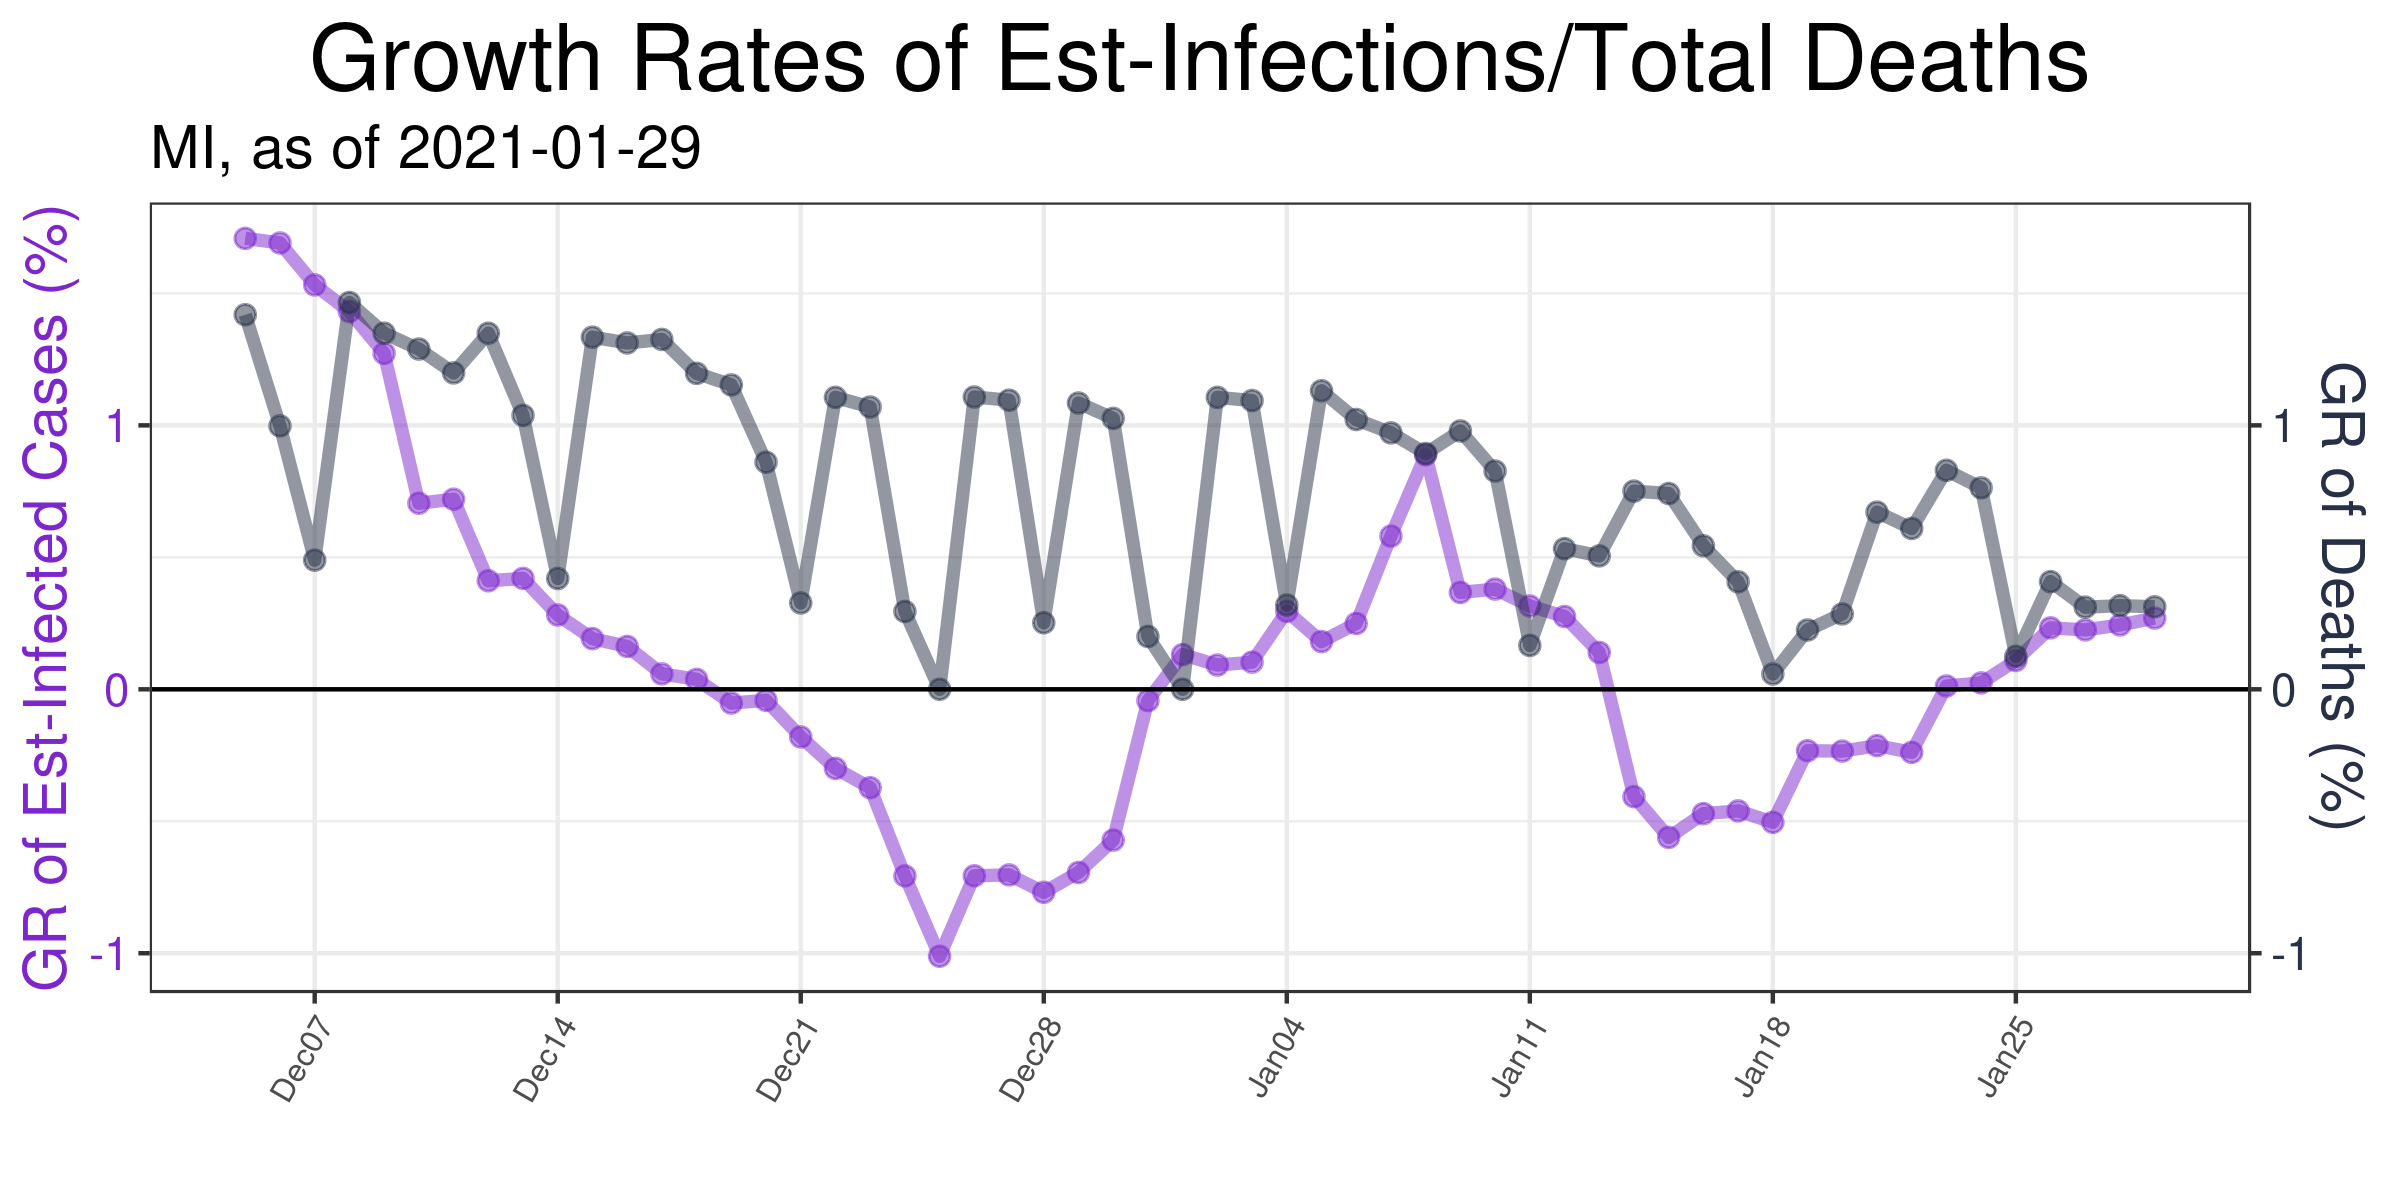 Growth Rates of Est-Infections/Total Deaths
MI, as of 2021-01-29
GR of Est-Infected Cases (%)
1
0
-1
1
0
-1
GR of Deaths (%)
Dec07
Dec14
Dec21
Dec28
Jan04
Jan11
Jan18
Jan25